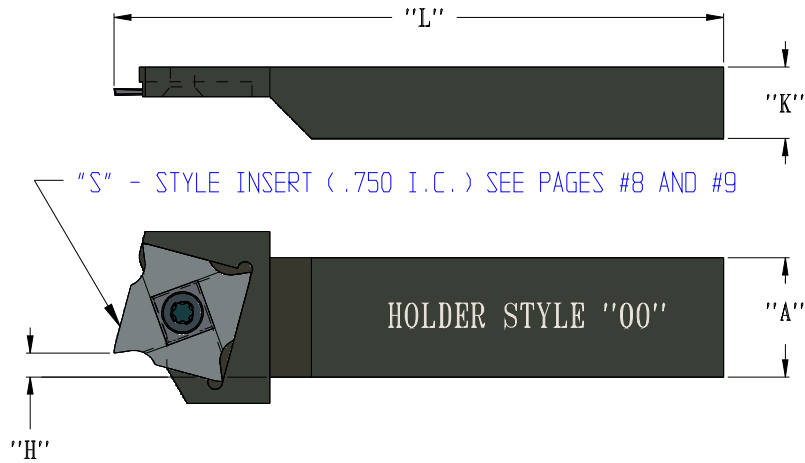 "L"
"K"
"S" - STYLE INSERT (.750 I.C.) SEE PAGES #8 AND #9
HOLDER STYLE "00"
"A"
"H"